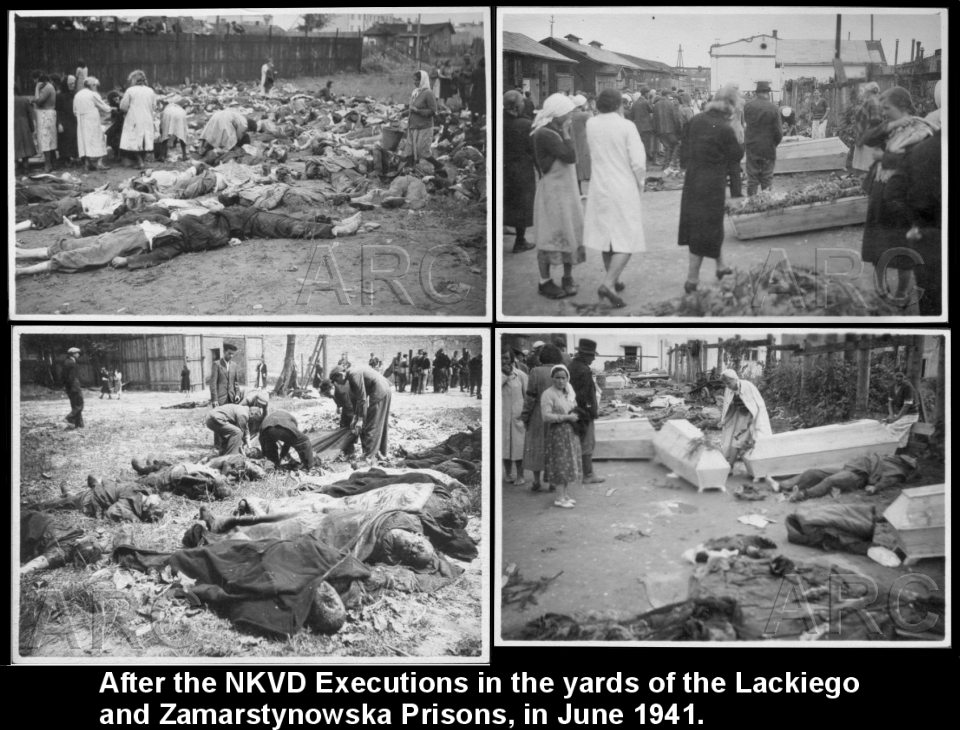 ARC
ARC
ARC
ARC
After the NKVD Executions in the yards of the Lackiego
and Zamarstynowska Prisons, in June 1941.